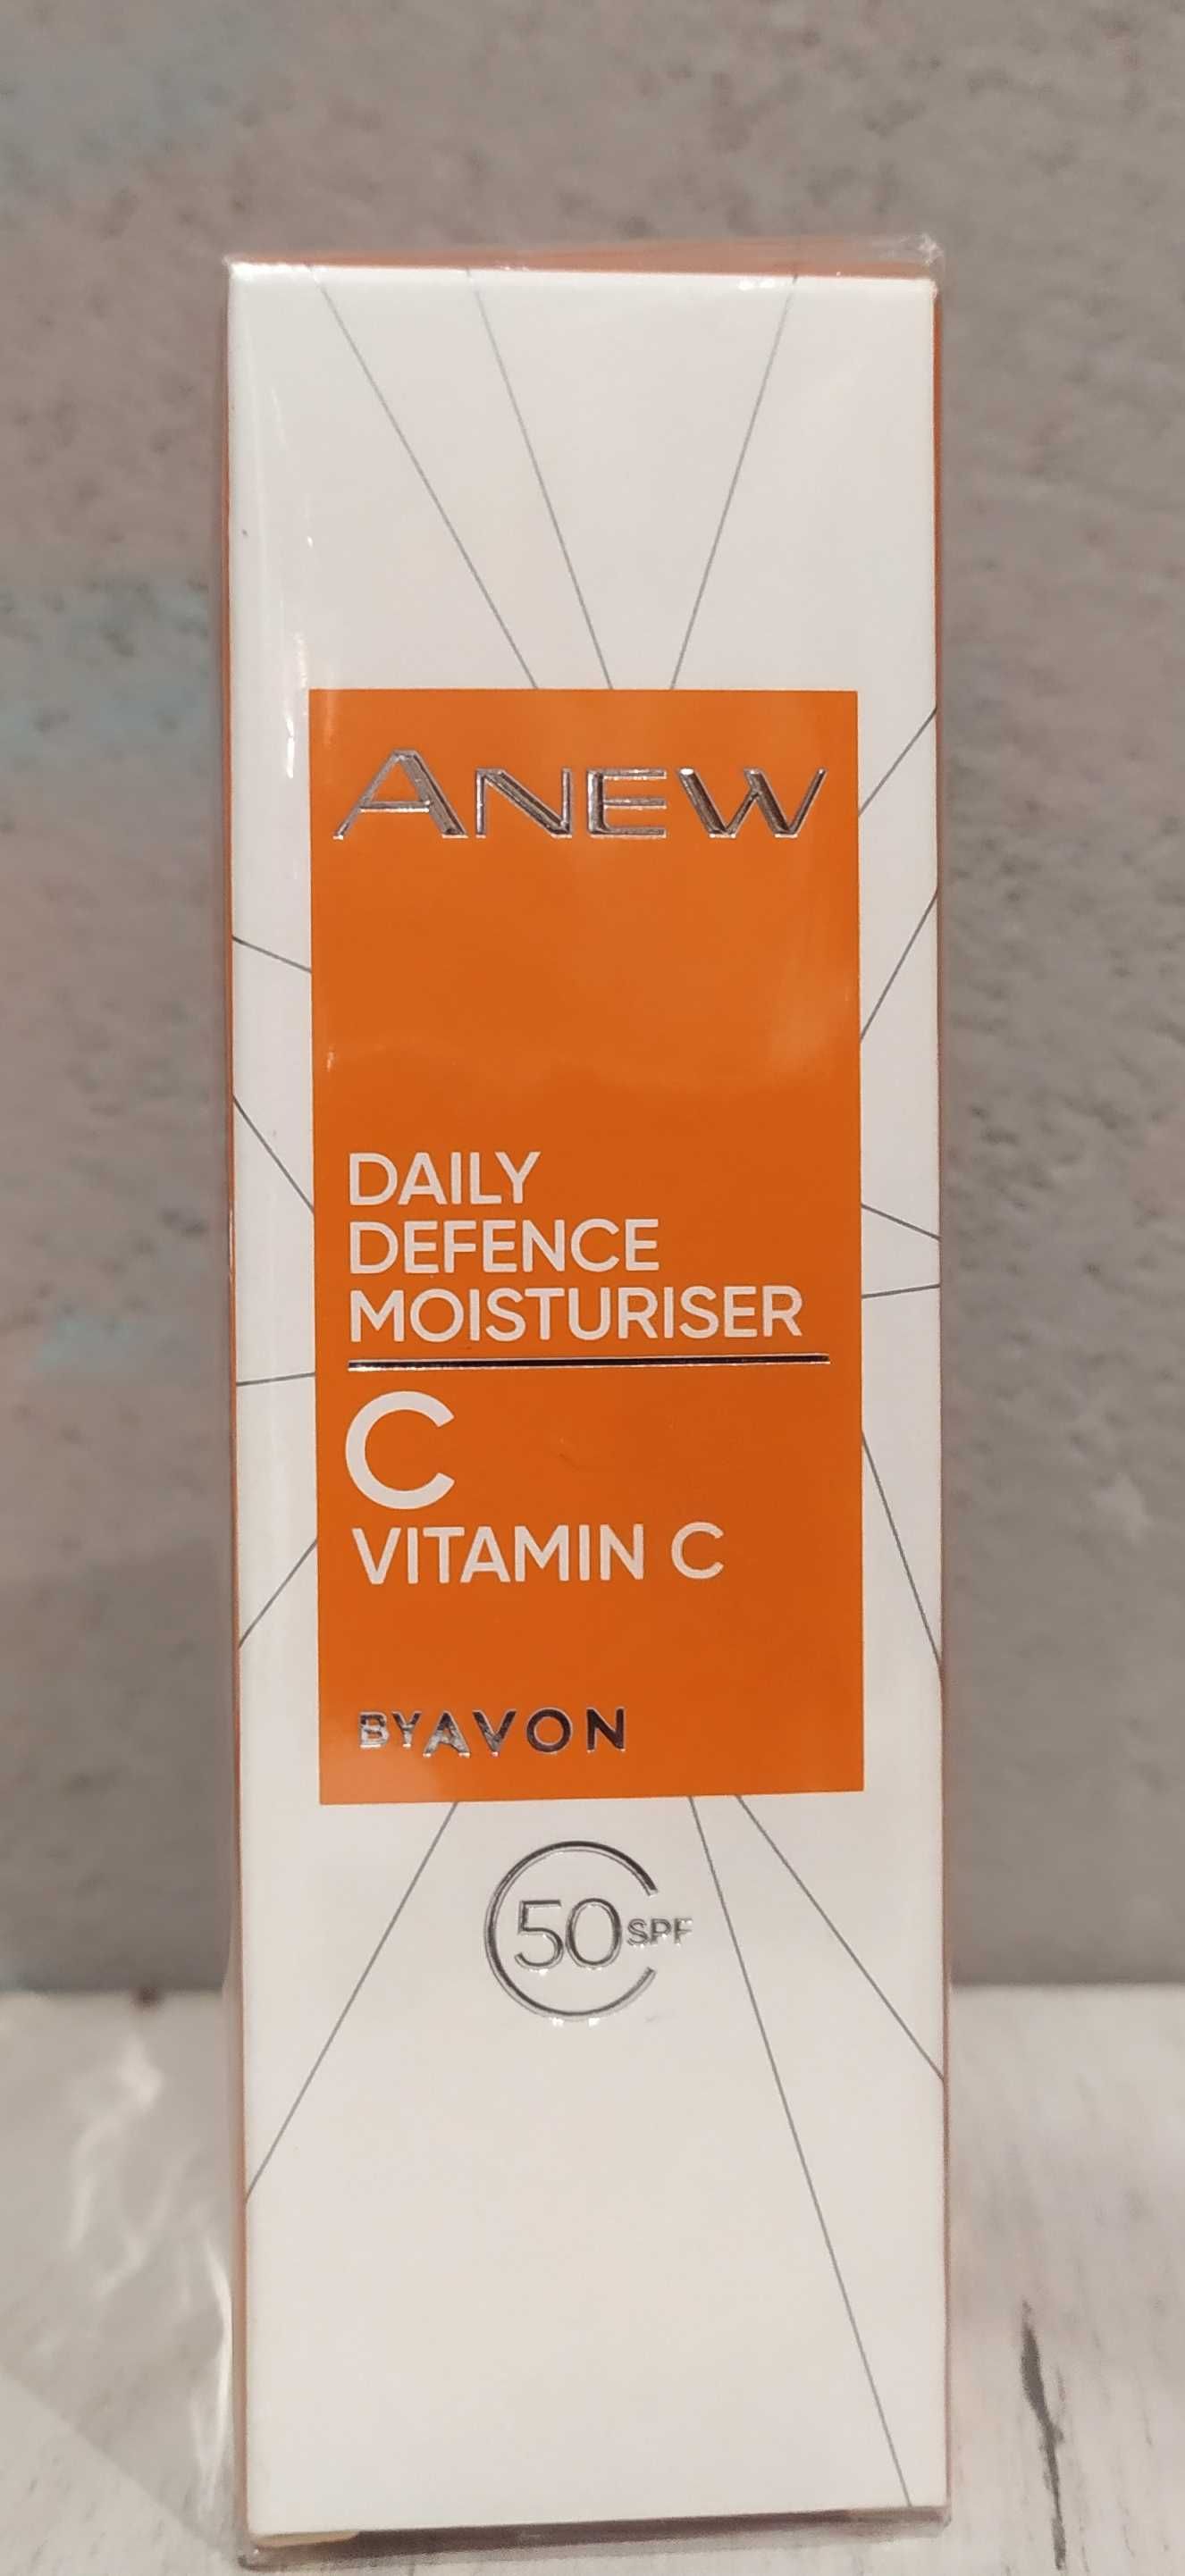 ANEW
DAILY
DEFENCE
MOISTURISER
C
VITAMIN C
BY AVON
50 SPF